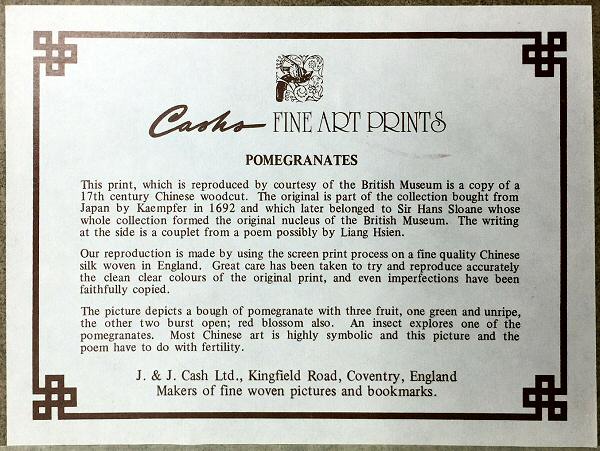 Cashs FINE ART PRINTS
POMEGRANATES
This print, which is reproduced by courtesy of the British Museum is a copy of a
17th century Chinese woodcut. The original is part of the collection bought from
Japan by Kaempfer in 1692 and which later belonged to Sir Hans Sloane whose
whole collection formed the original nucleus of the British Museum. The writing
at the side is a couplet from a poem possibly by Liang Hsien.
Our reproduction is made by using the screen print process on a fine quality Chinese
silk woven in England. Great care has been taken to try and reproduce accurately
the clean clear colours of the original print, and even imperfections have been
faithfully copied.
The picture depicts a bough of pomegranate with three fruit, one green and unripe,
the other two burst open; red blossom also. An insect explores one of the
pomegranates. Most Chinese art is highly symbolic and this picture and the
poem have to do with fertility.
J. & J. Cash Ltd., Kingfield Road, Coventry, England
Makers of fine woven pictures and bookmarks.